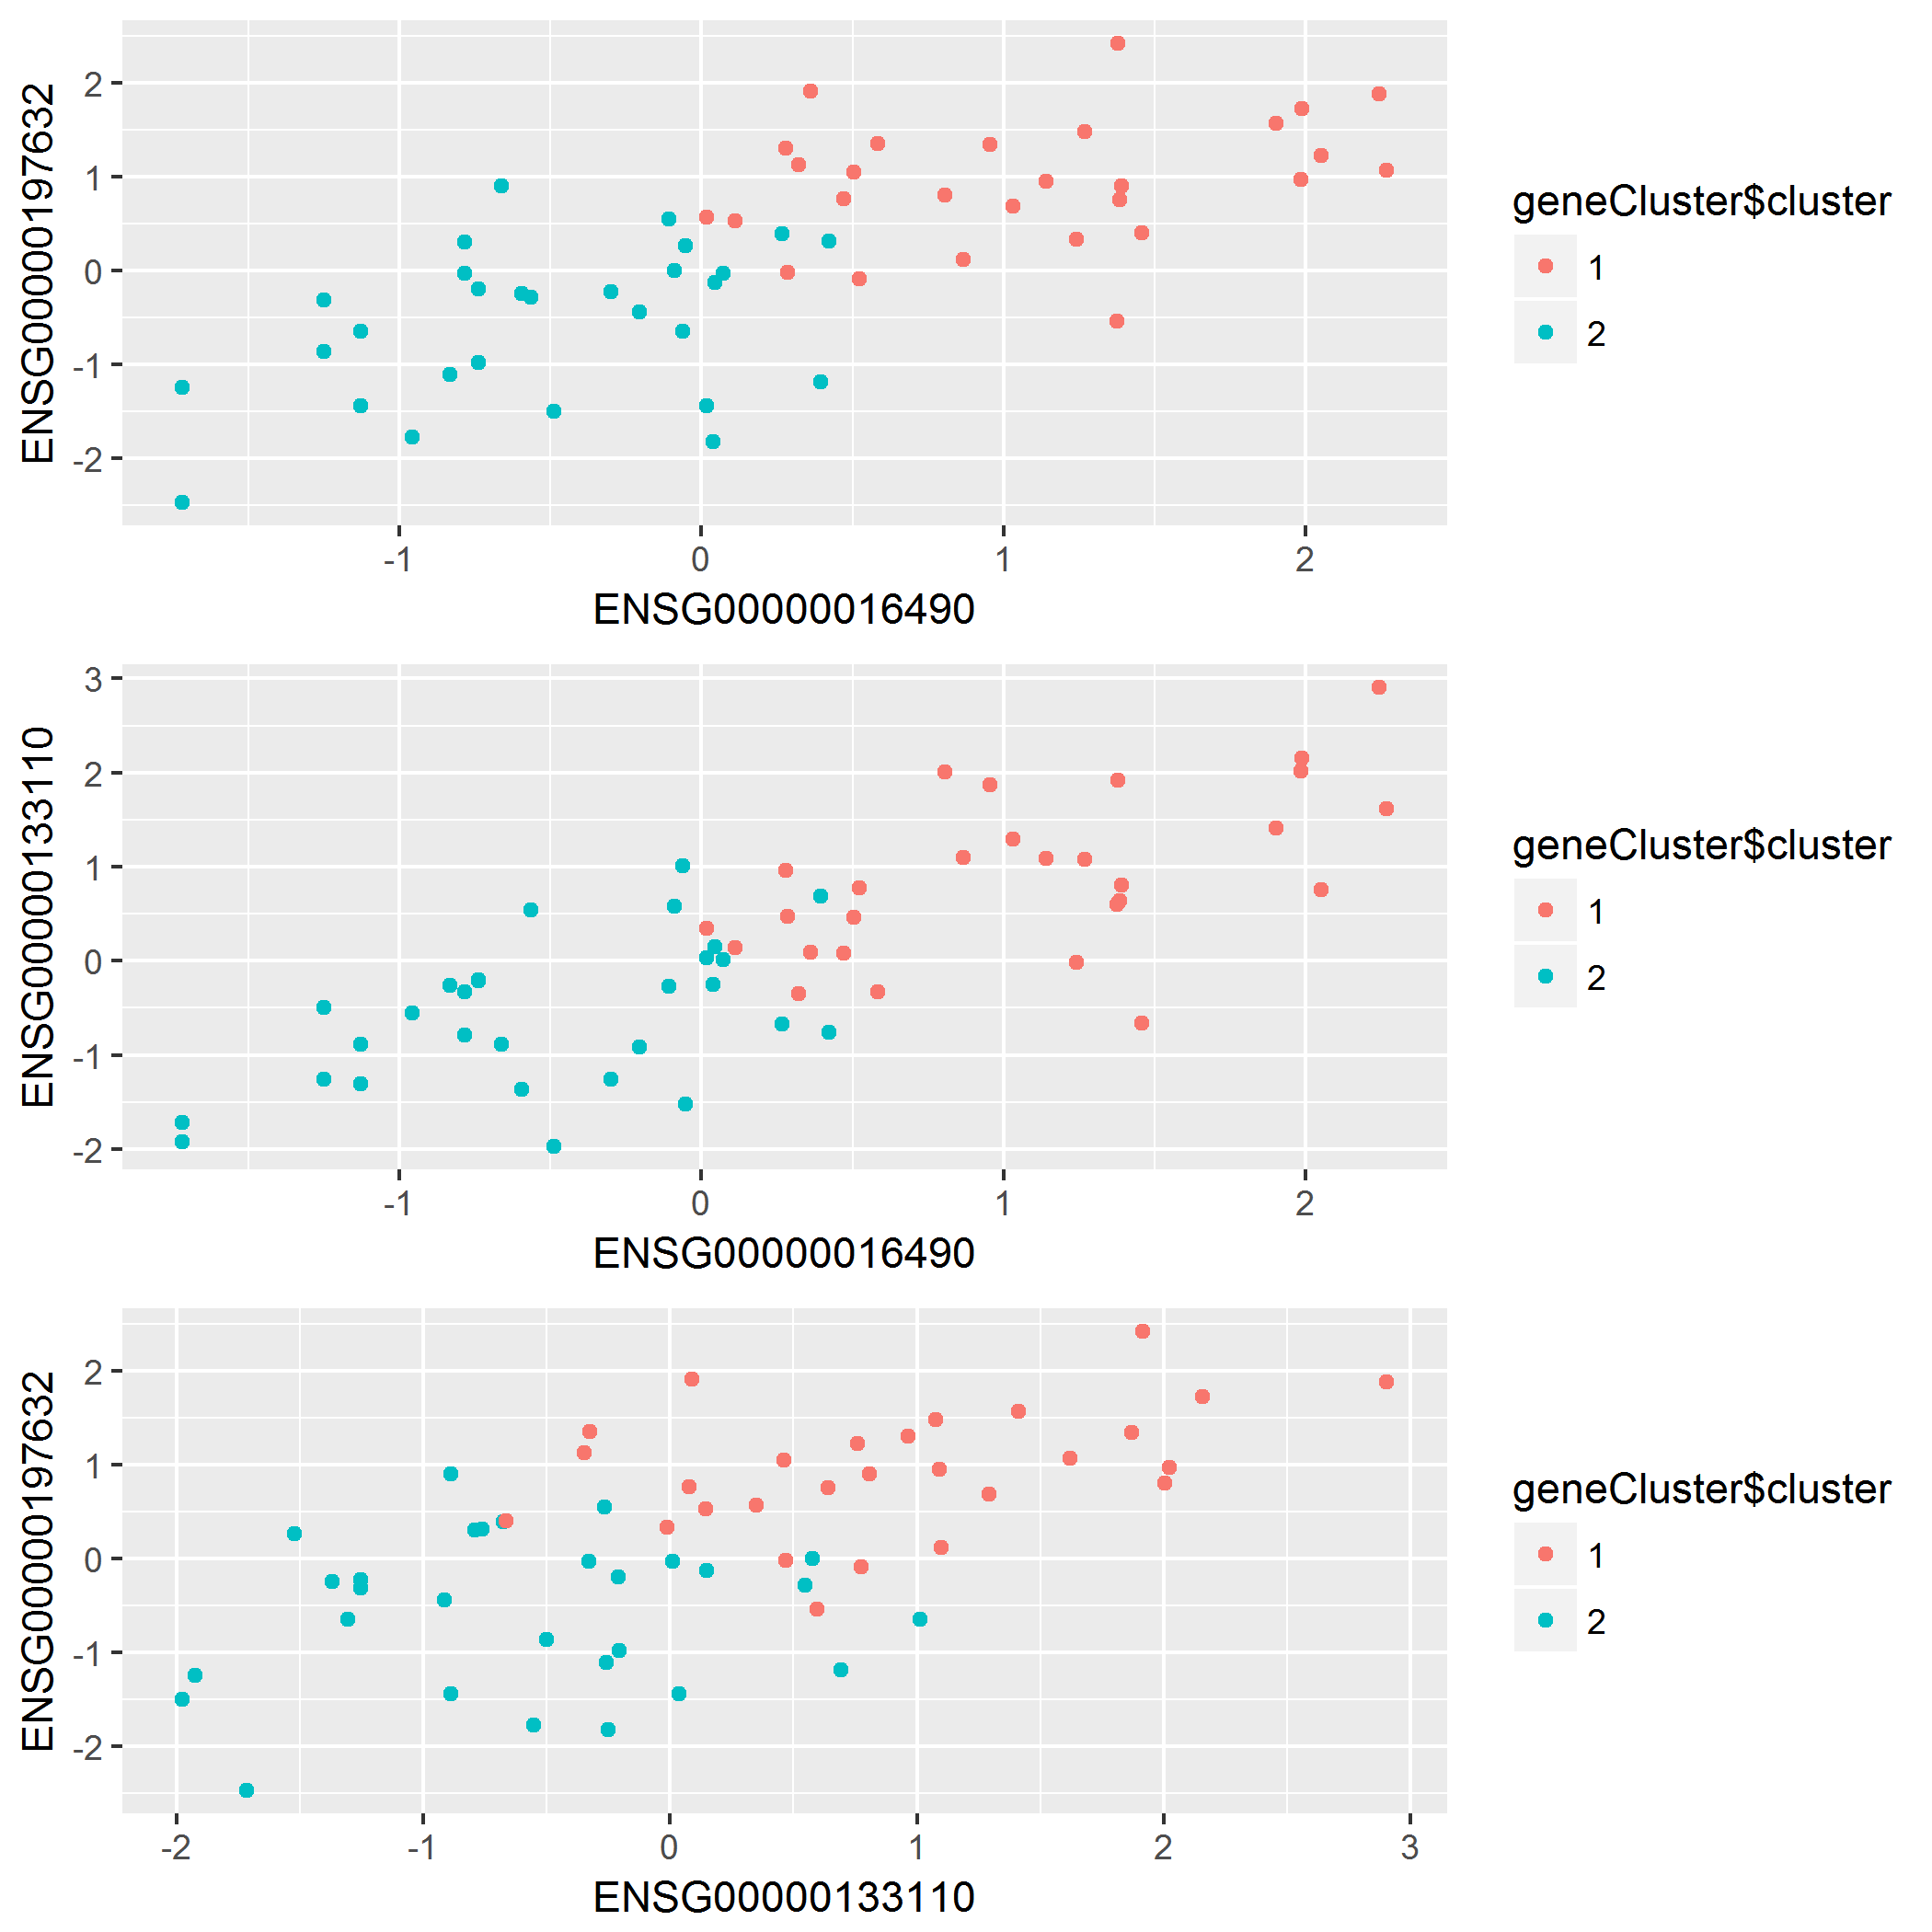 ENSG00000197632
2
1
0
-1
-2
-1 0 1 2
ENSG00000016490
geneCluster$cluster
1
2
ENSG00000133110
3
2
1
0
-1
-2
-1 0 1 2
ENSG00000016490
geneCluster$cluster
1
2
ENSG00000197632
2
1
0
-1
-2
-2 -1 0 1 2 3
ENSG00000133110
geneCluster$cluster
1
2